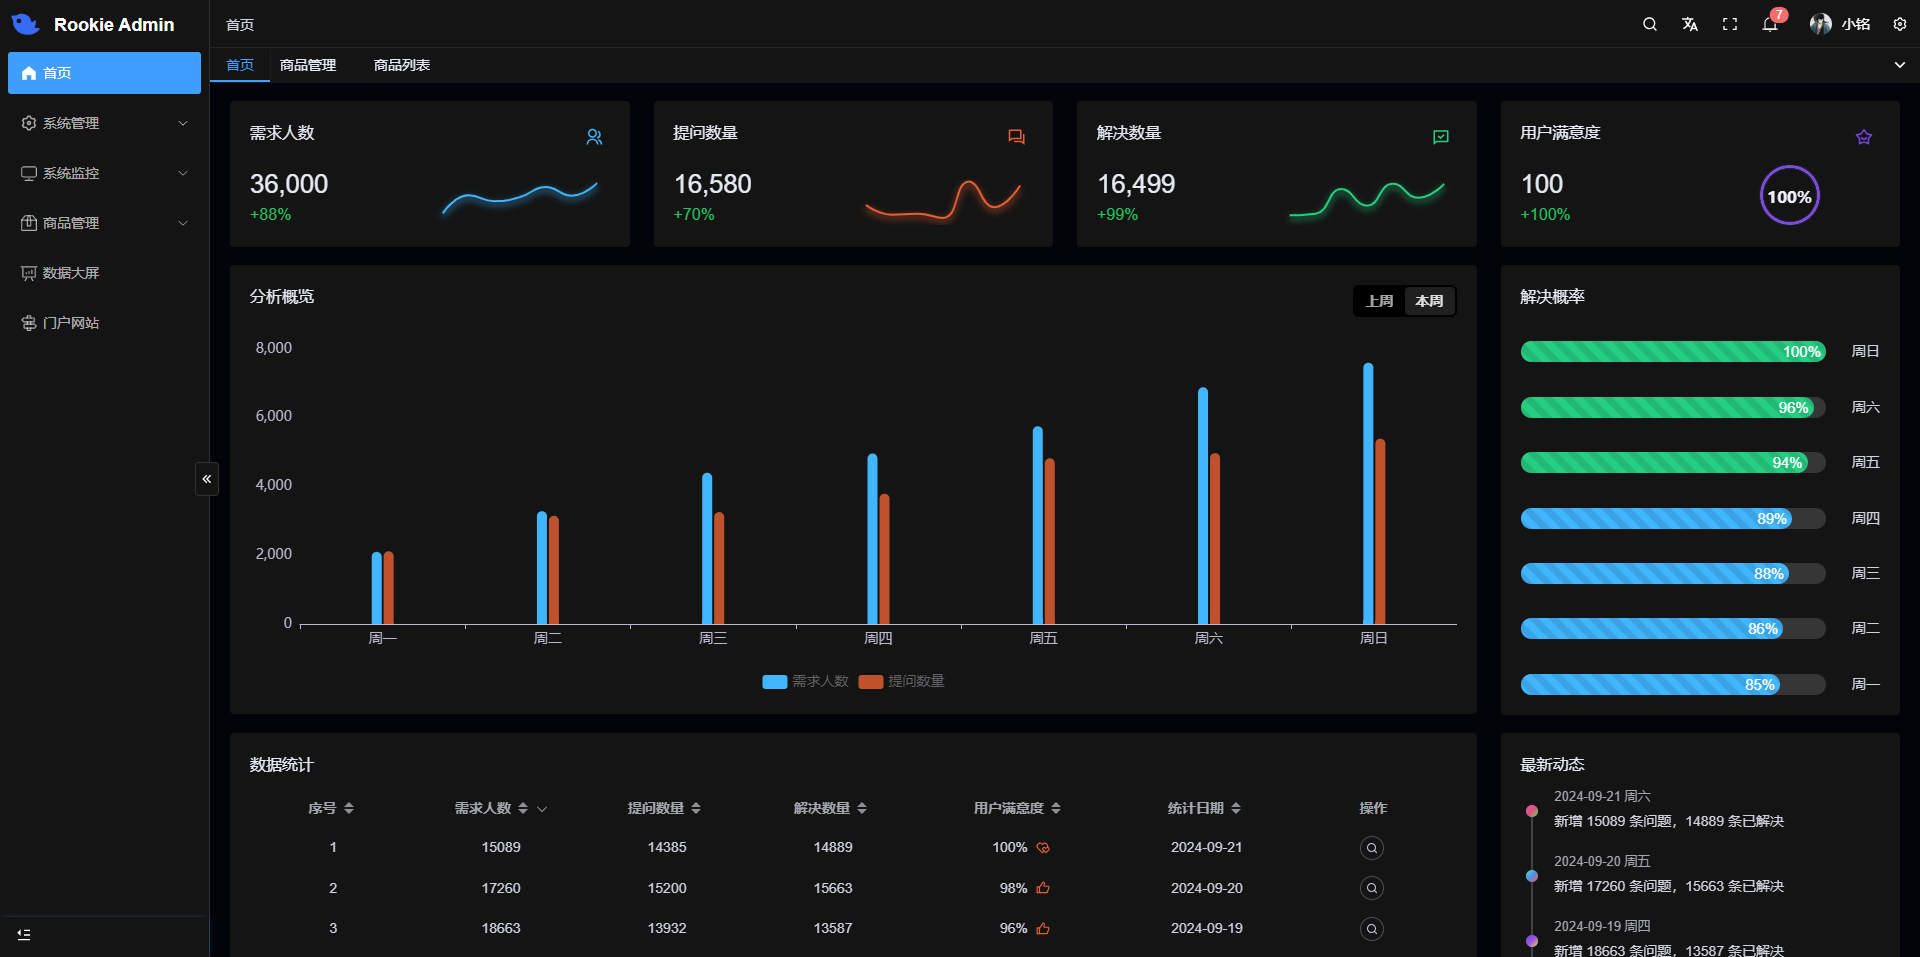 Rookie Admin
首页
7
小铭
首页
商品管理
商品列表
首页
系统管理
系统监控
商品管理
数据大屏
门户网站
需求人数
36,000
+88%
提问数量
16,580
+70%
解决数量
16,499
+99%
用户满意度
100
+100%
100%
分析概览
上周
本周
8,000
6,000
4,000
2,000
0
周一
周二
周三
周四
周五
周六
周日
需求人数
提问数量
解决概率
100% 周日
96% 周六
94% 周五
89% 周四
88% 周三
86% 周二
85% 周一
数据统计
序号 需求人数 提问数量 解决数量 用户满意度 统计日期 操作
1 15089 14385 14889 100% 2024-09-21
2 17260 15200 15663 98% 2024-09-20
3 18663 13932 13587 96% 2024-09-19
最新动态
2024-09-21 周六
新增 15089 条问题，14889 条已解决
2024-09-20 周五
新增 17260 条问题，15663 条已解决
2024-09-19 周四
新增 18663 条问题，13587 条已解决